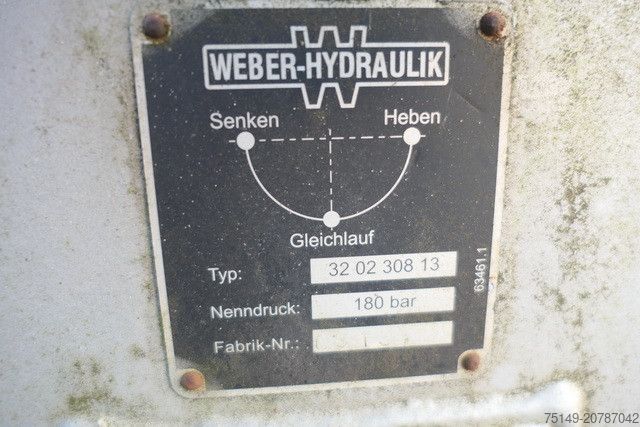 WEBER-HYDRAULIK
Senken Heben
Gleichlauf
Typ: 32 02 308 13
Nenndruck: 180 bar
Fabrik-Nr.:
63461.1
75149-20787042